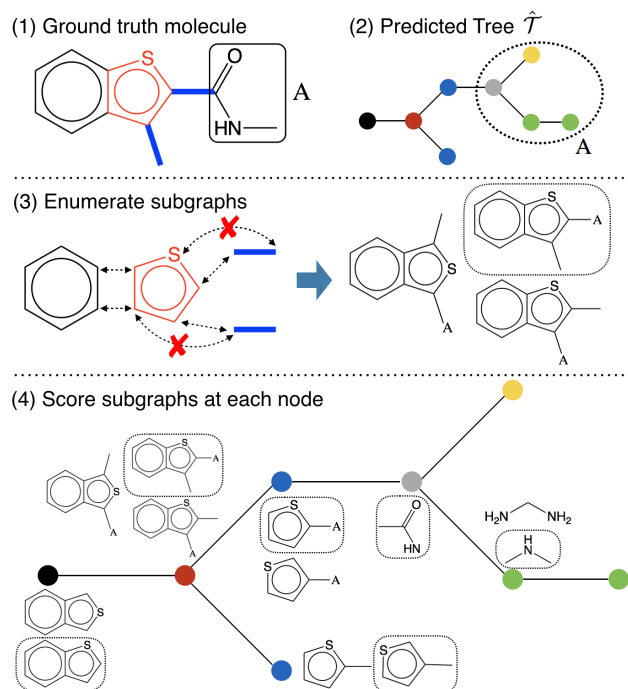 (1) Ground truth molecule
S
O
HN
A
(2) Predicted Tree 𝒯̂
A
(3) Enumerate subgraphs
S
S
A
S
A
S
A
(4) Score subgraphs at each node
S
A
S
A
S
A
S
S
S
A
S
A
O
HN
H₂N NH₂
H
N
S
S